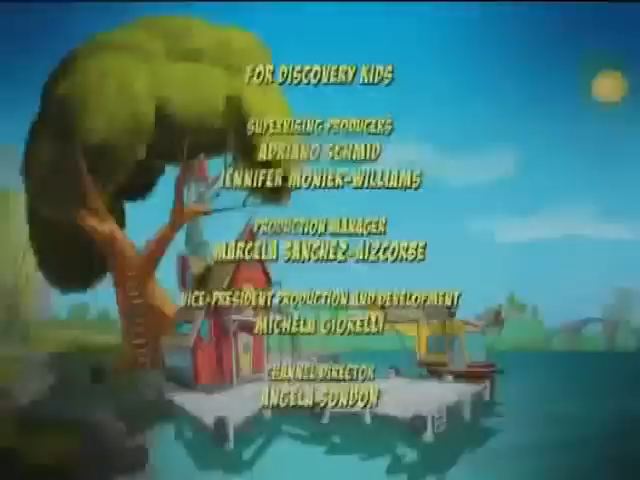 FOR DISCOVERY KIDS
SUPERVISING PRODUCERS
ADRIANO SCHMID
JENNIFER MONIER-WILLIAMS
PRODUCTION MANAGER
MARCELA SANCHEZ-AIZCORBE
VICE-PRESIDENT PRODUCTION AND DEVELOPMENT
MICHELA GIORELLI
CHANNEL DIRECTOR
ANGELA